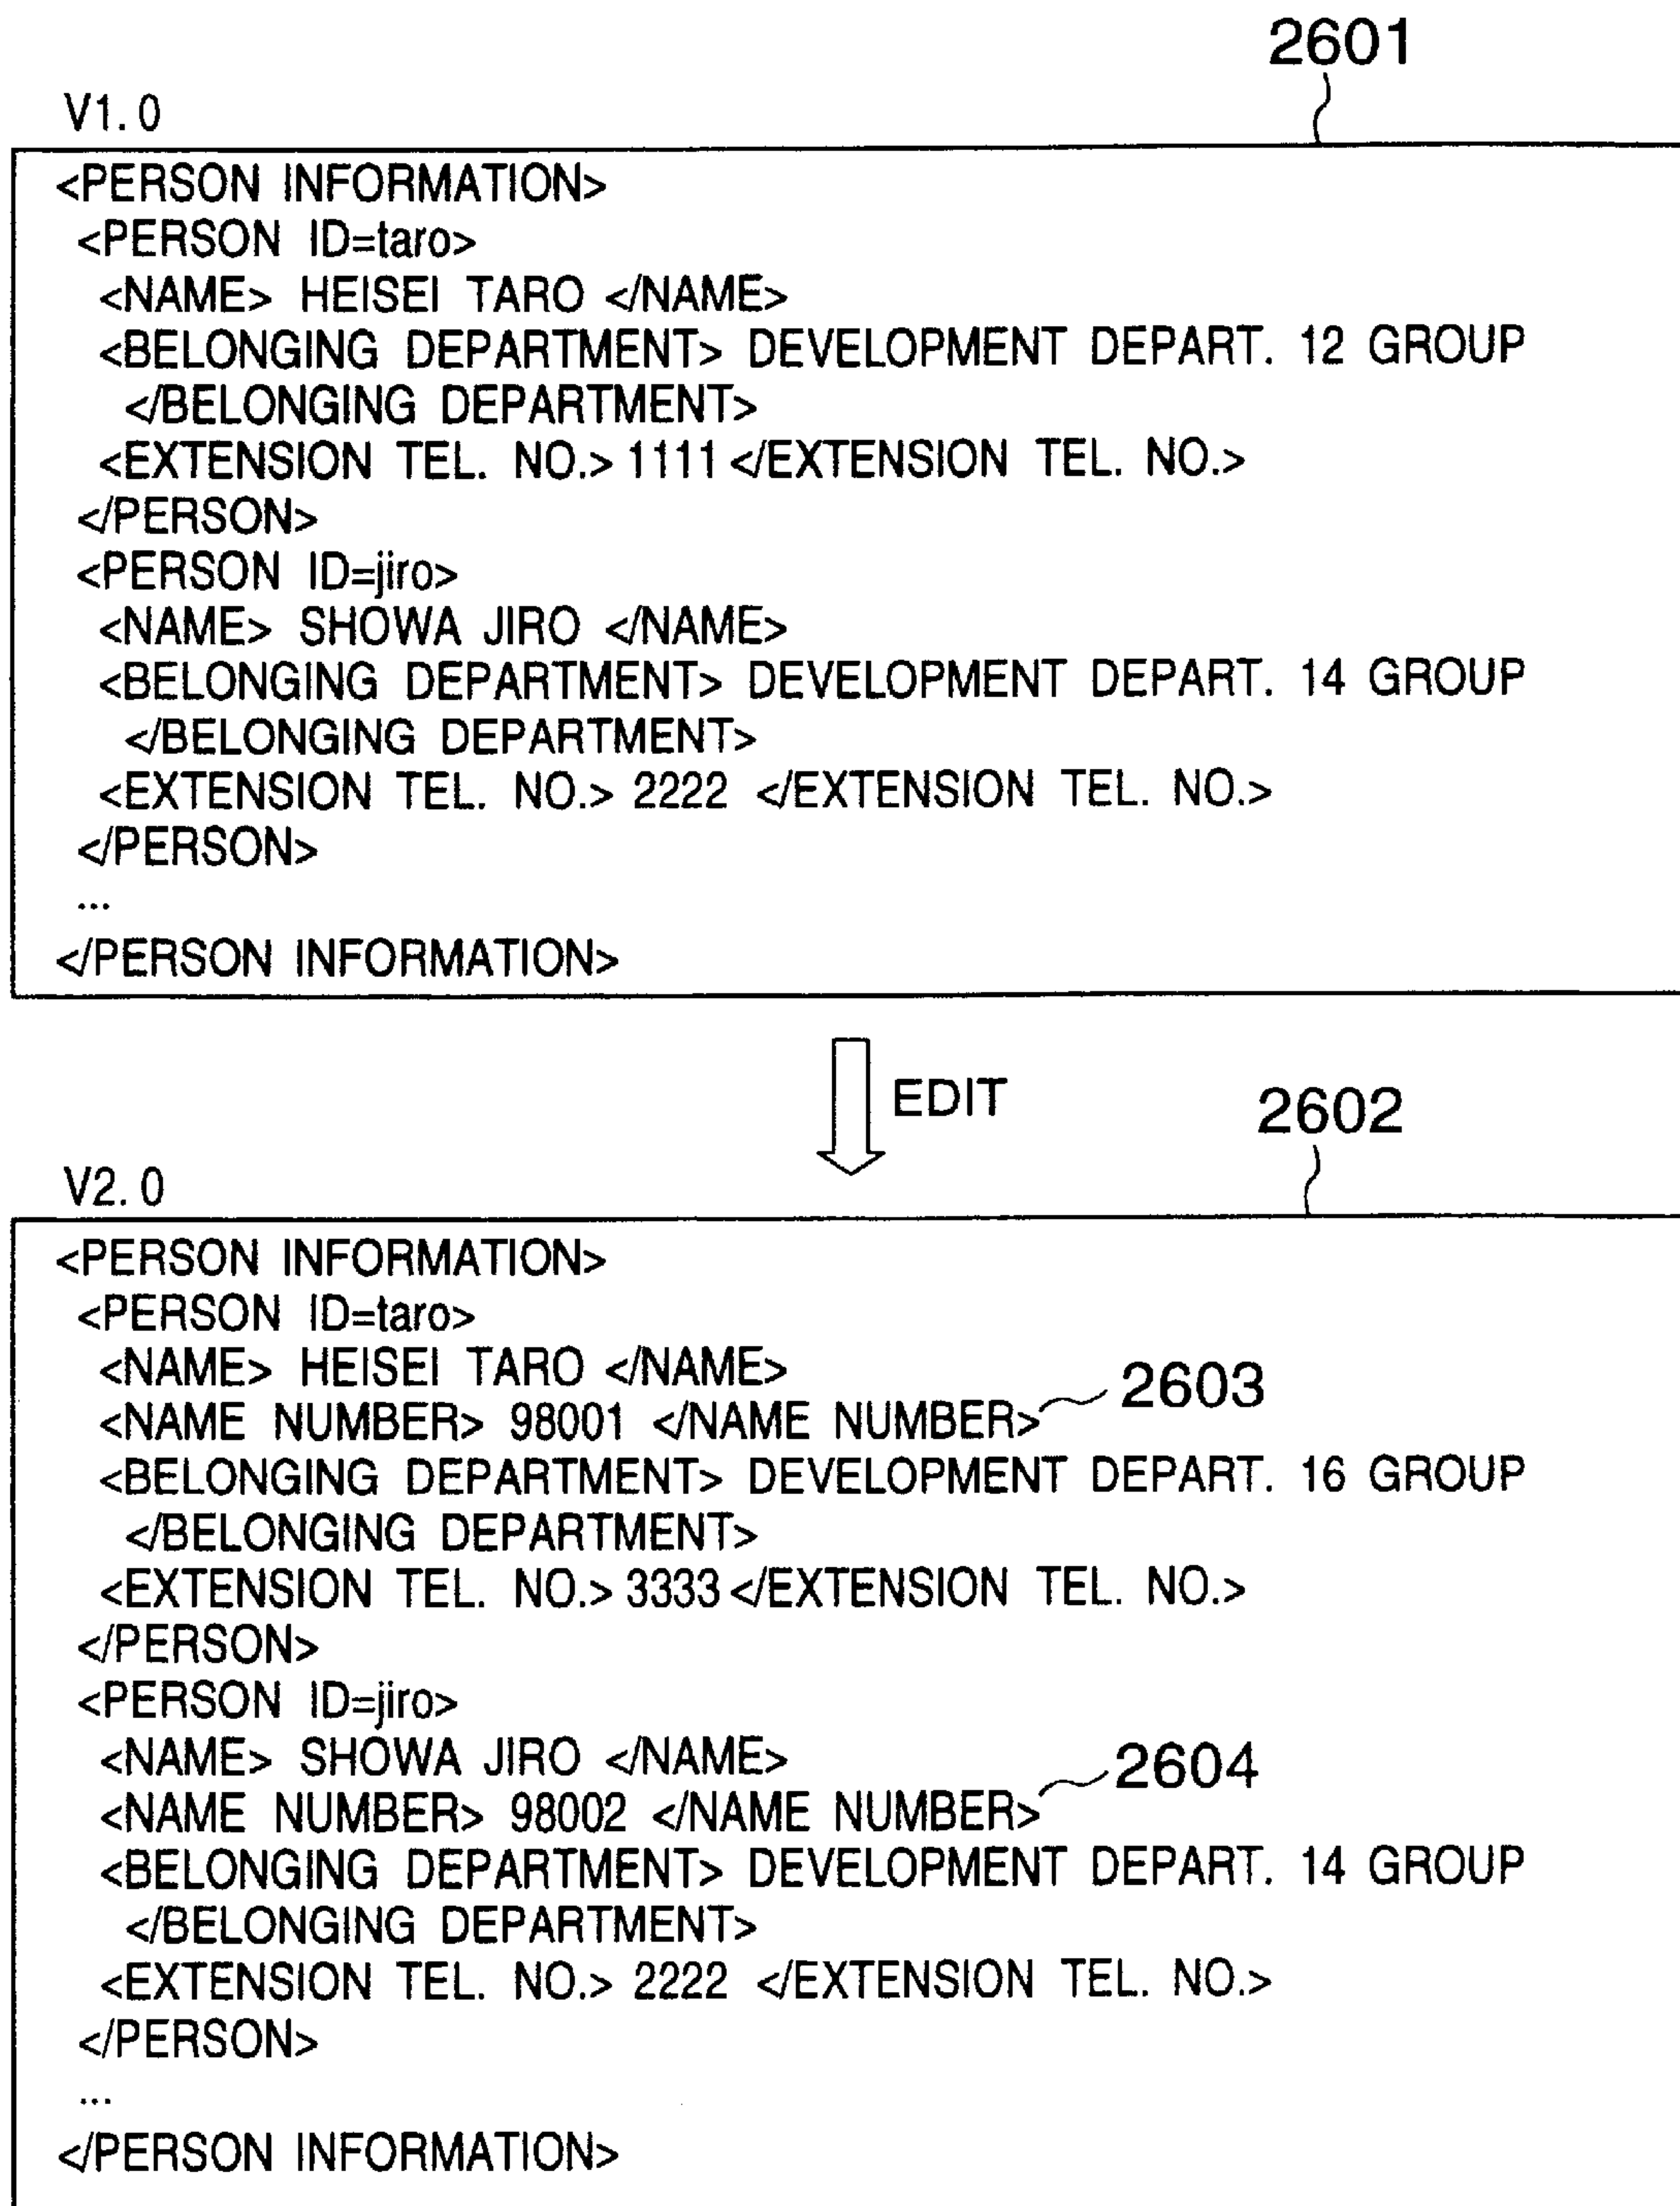 2601
V1.0
<PERSON INFORMATION>
<PERSON ID=taro>
<NAME> HEISEI TARO </NAME>
<BELONGING DEPARTMENT> DEVELOPMENT DEPART. 12 GROUP
</BELONGING DEPARTMENT>
<EXTENSION TEL. NO.> 1111 </EXTENSION TEL. NO.>
</PERSON>
<PERSON ID=jiro>
<NAME> SHOWA JIRO </NAME>
<BELONGING DEPARTMENT> DEVELOPMENT DEPART. 14 GROUP
</BELONGING DEPARTMENT>
<EXTENSION TEL. NO.> 2222 </EXTENSION TEL. NO.>
</PERSON>
...
</PERSON INFORMATION>
EDIT
2602
V2.0
<PERSON INFORMATION>
<PERSON ID=taro>
<NAME> HEISEI TARO </NAME>
<NAME NUMBER> 98001 </NAME NUMBER> 2603
<BELONGING DEPARTMENT> DEVELOPMENT DEPART. 16 GROUP
</BELONGING DEPARTMENT>
<EXTENSION TEL. NO.> 3333 </EXTENSION TEL. NO.>
</PERSON>
<PERSON ID=jiro>
<NAME> SHOWA JIRO </NAME>
<NAME NUMBER> 98002 </NAME NUMBER> 2604
<BELONGING DEPARTMENT> DEVELOPMENT DEPART. 14 GROUP
</BELONGING DEPARTMENT>
<EXTENSION TEL. NO.> 2222 </EXTENSION TEL. NO.>
</PERSON>
...
</PERSON INFORMATION>